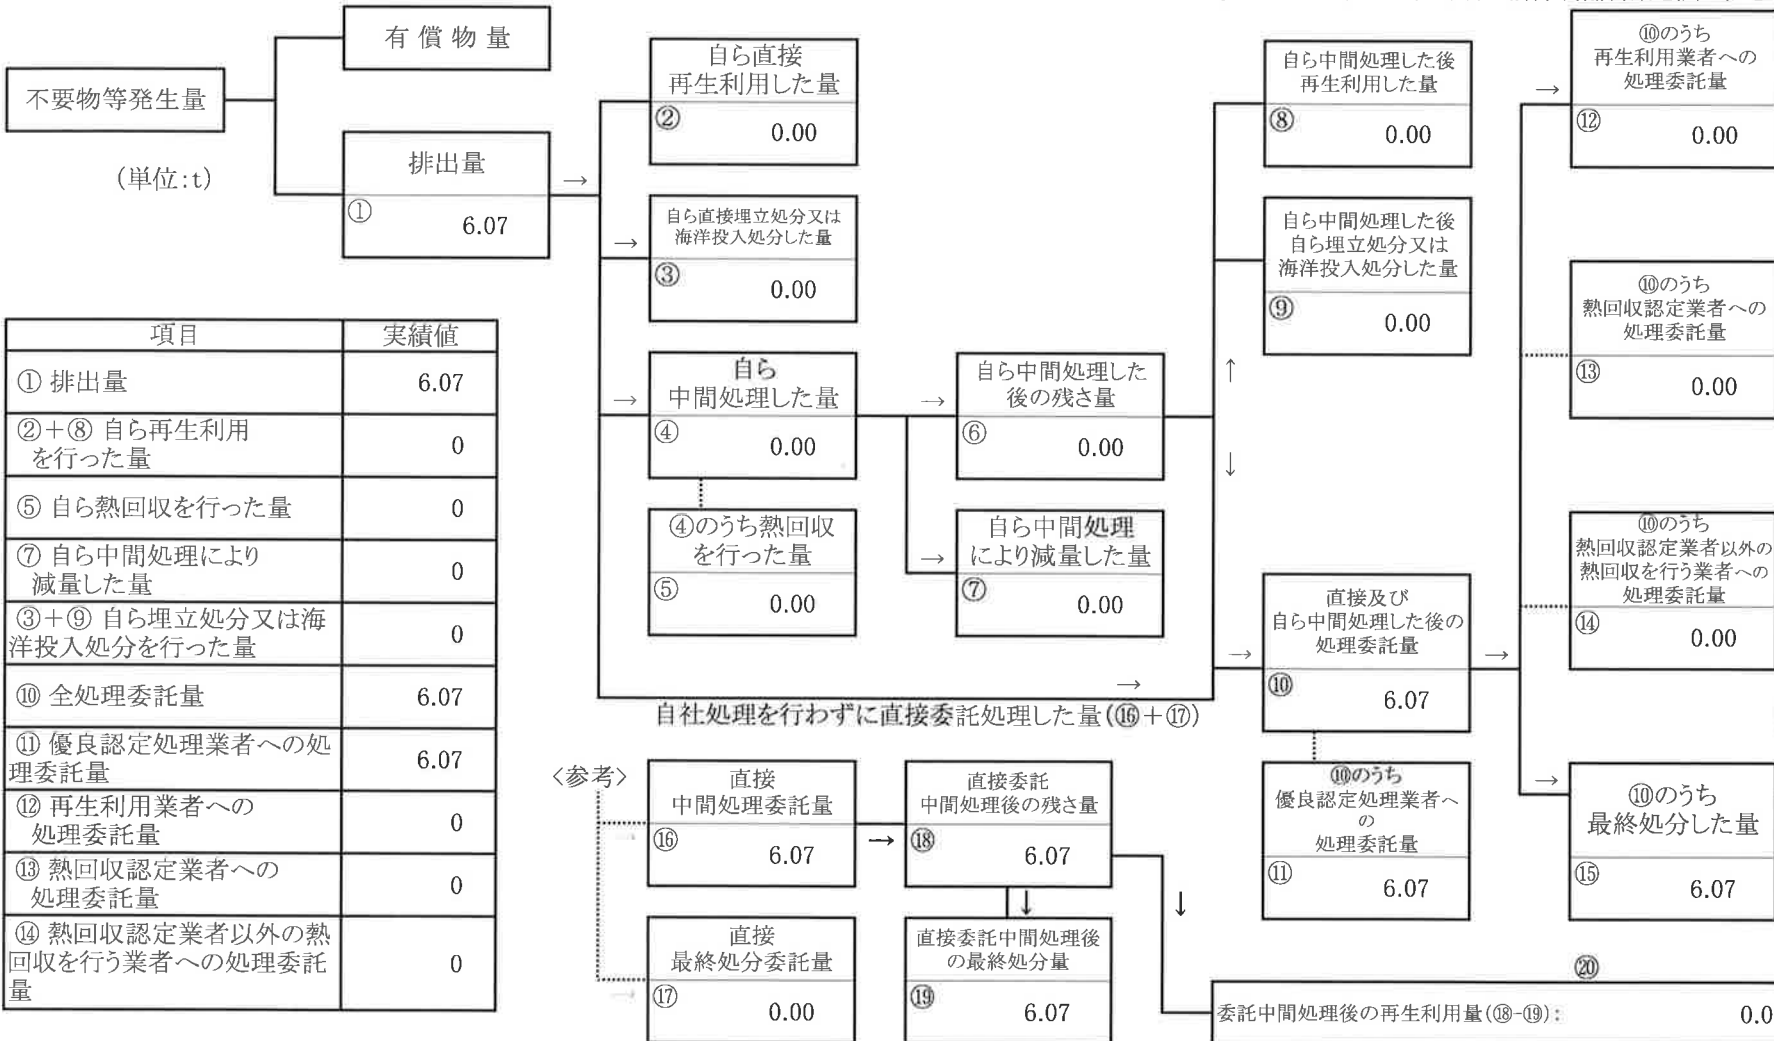 有償物量
不要物等発生量
(単位:t)
排出量
① 6.07
自ら直接
再生利用した量
② 0.00
自ら直接埋立処分又は
海洋投入処分した量
③ 0.00
自ら
中間処理した量
④ 0.00
④のうち熱回収
を行った量
⑤ 0.00
自ら中間処理した
後の残さ量
⑥ 0.00
自ら中間処理
により減量した量
⑦ 0.00
自ら中間処理した後
再生利用した量
⑧ 0.00
自ら中間処理した後
自ら埋立処分又は
海洋投入処分した量
⑨ 0.00
直接及び
自ら中間処理した後の
処理委託量
⑩ 6.07
⑩のうち
優良認定処理業者へ
の
処理委託量
⑪ 6.07
⑩のうち
再生利用業者への
処理委託量
⑫ 0.00
⑩のうち
熱回収認定業者への
処理委託量
⑬ 0.00
⑩のうち
熱回収認定業者以外の
熱回収を行う業者への
処理委託量
⑭ 0.00
⑩のうち
最終処分した量
⑮ 6.07
自社処理を行わずに直接委託処理した量(⑯+⑰)
〈参考〉
直接
中間処理委託量
⑯ 6.07
直接
最終処分委託量
⑰ 0.00
直接委託
中間処理後の残さ量
⑱ 6.07
直接委託中間処理後
の最終処分量
⑲ 6.07
⑳
委託中間処理後の再生利用量(⑱-⑲): 0.0
項目 実績値
① 排出量 6.07
②+⑧ 自ら再生利用
を行った量 0
⑤ 自ら熱回収を行った量 0
⑦ 自ら中間処理により
減量した量 0
③+⑨ 自ら埋立処分又は海
洋投入処分を行った量 0
⑩ 全処理委託量 6.07
⑪ 優良認定処理業者への処
理委託量 6.07
⑫ 再生利用業者への
処理委託量 0
⑬ 熱回収認定業者への
処理委託量 0
⑭ 熱回収認定業者以外の熱
回収を行う業者への処理委託
量 0